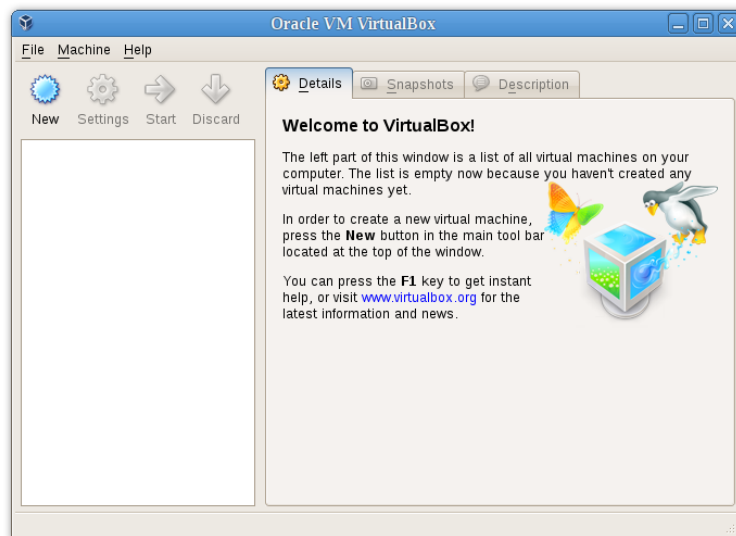 Oracle VM VirtualBox
File Machine Help
New Settings Start Discard
Details Snapshots Description
Welcome to VirtualBox!
The left part of this window is a list of all virtual machines on your
computer. The list is empty now because you haven't created any
virtual machines yet.
In order to create a new virtual machine,
press the New button in the main tool bar
located at the top of the window.
You can press the F1 key to get instant
help, or visit www.virtualbox.org for the
latest information and news.